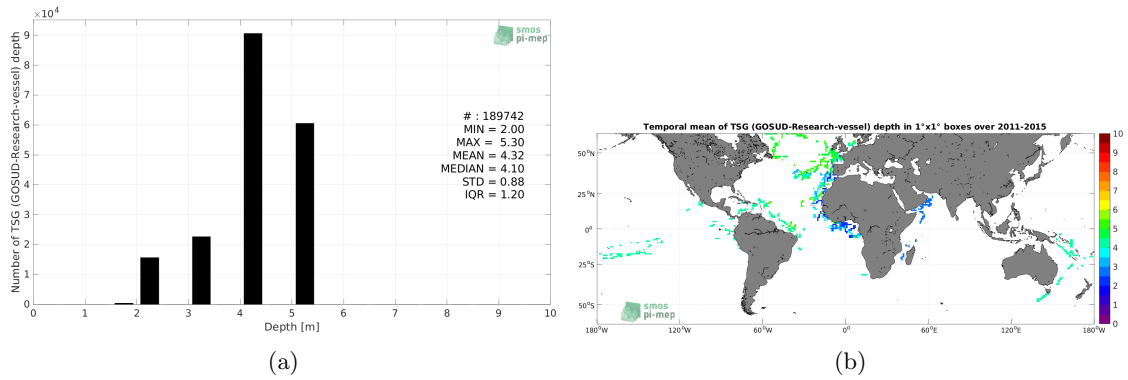 ×10⁴
9
8
7
6
5
4
3
2
1
0
Number of TSG (GOSUD-Research-vessel) depth
0 1 2 3 4 5 6 7 8 9 10
Depth [m]
smos
pi-mep
# : 189742
MIN = 2.00
MAX = 5.30
MEAN = 4.32
MEDIAN = 4.10
STD = 0.88
IQR = 1.20
(a)
Temporal mean of TSG (GOSUD-Research-vessel) depth in 1°x1° boxes over 2011-2015
50°N
25°N
0°
25°S
50°S
180°W 120°W 60°W 0° 60°E 120°E 180°E
smos
pi-mep
10
9
8
7
6
5
4
3
2
1
0
(b)